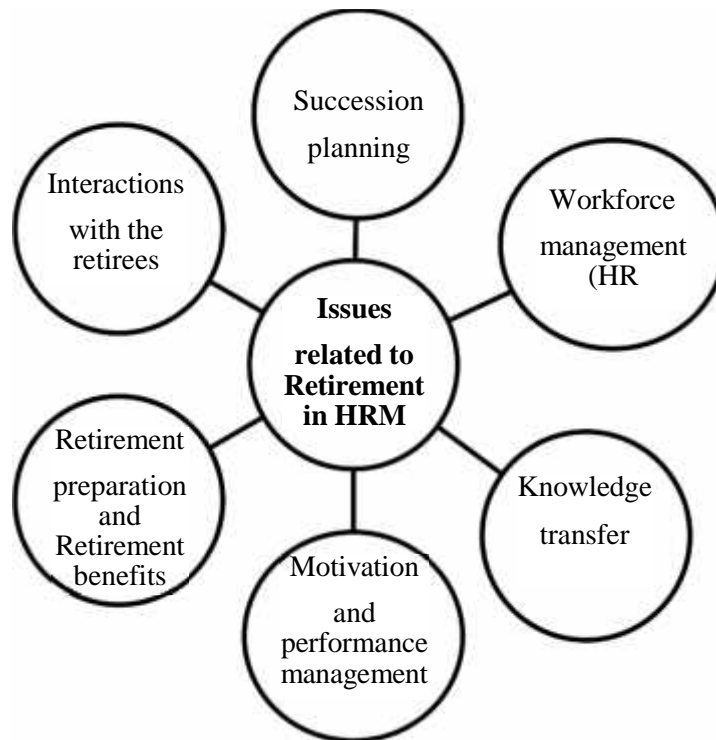 Succession
planning
Interactions
with the
retirees
Workforce
management
(HR
Issues
related to
Retirement
in HRM
Retirement
preparation
and
Retirement
benefits
Knowledge
transfer
Motivation
and
performance
management